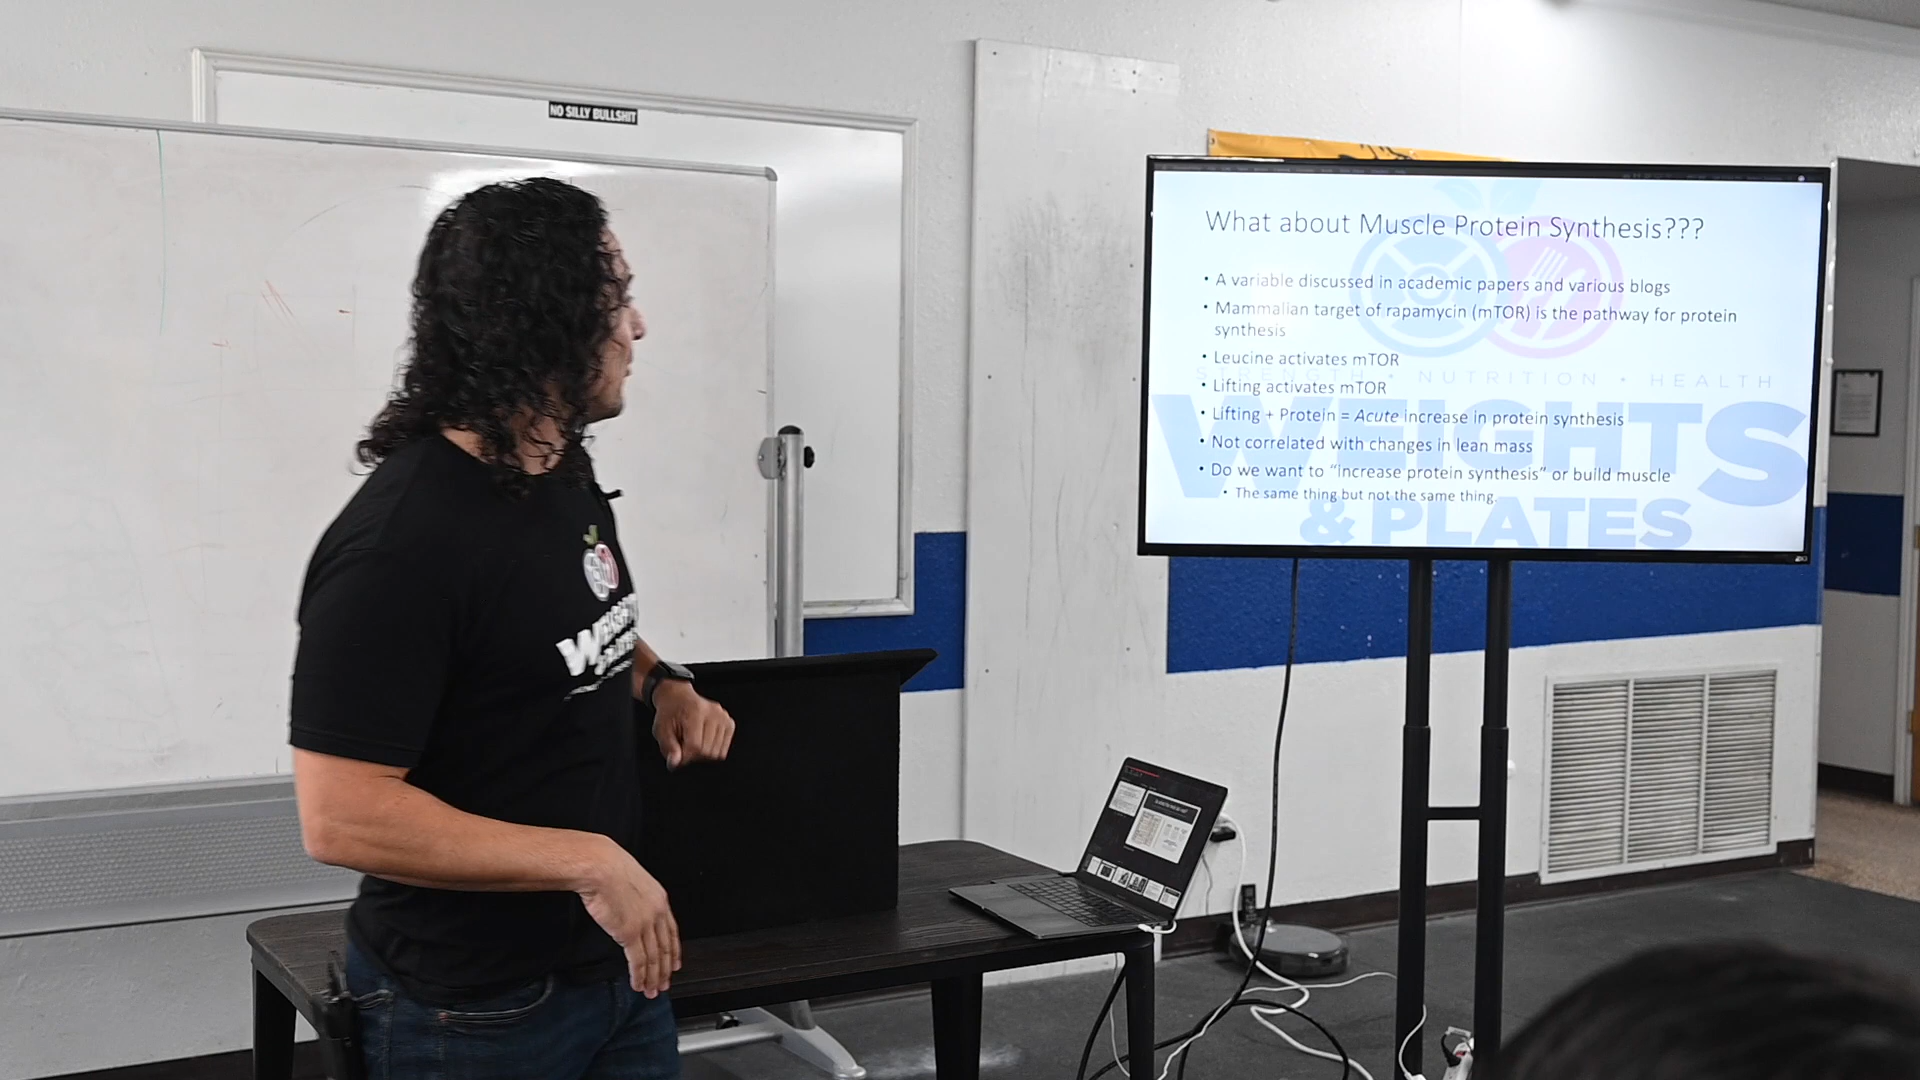 NO SILLY BULLSHIT
What about Muscle Protein Synthesis???
• A variable discussed in academic papers and various blogs
• Mammalian target of rapamycin (mTOR) is the pathway for protein
synthesis
• Leucine activates mTOR
• Lifting activates mTOR
• Lifting + Protein = Acute increase in protein synthesis
• Not correlated with changes in lean mass
• Do we want to “increase protein synthesis” or build muscle
• The same thing but not the same thing.
STRENGTH • NUTRITION • HEALTH
WEIGHTS
& PLATES